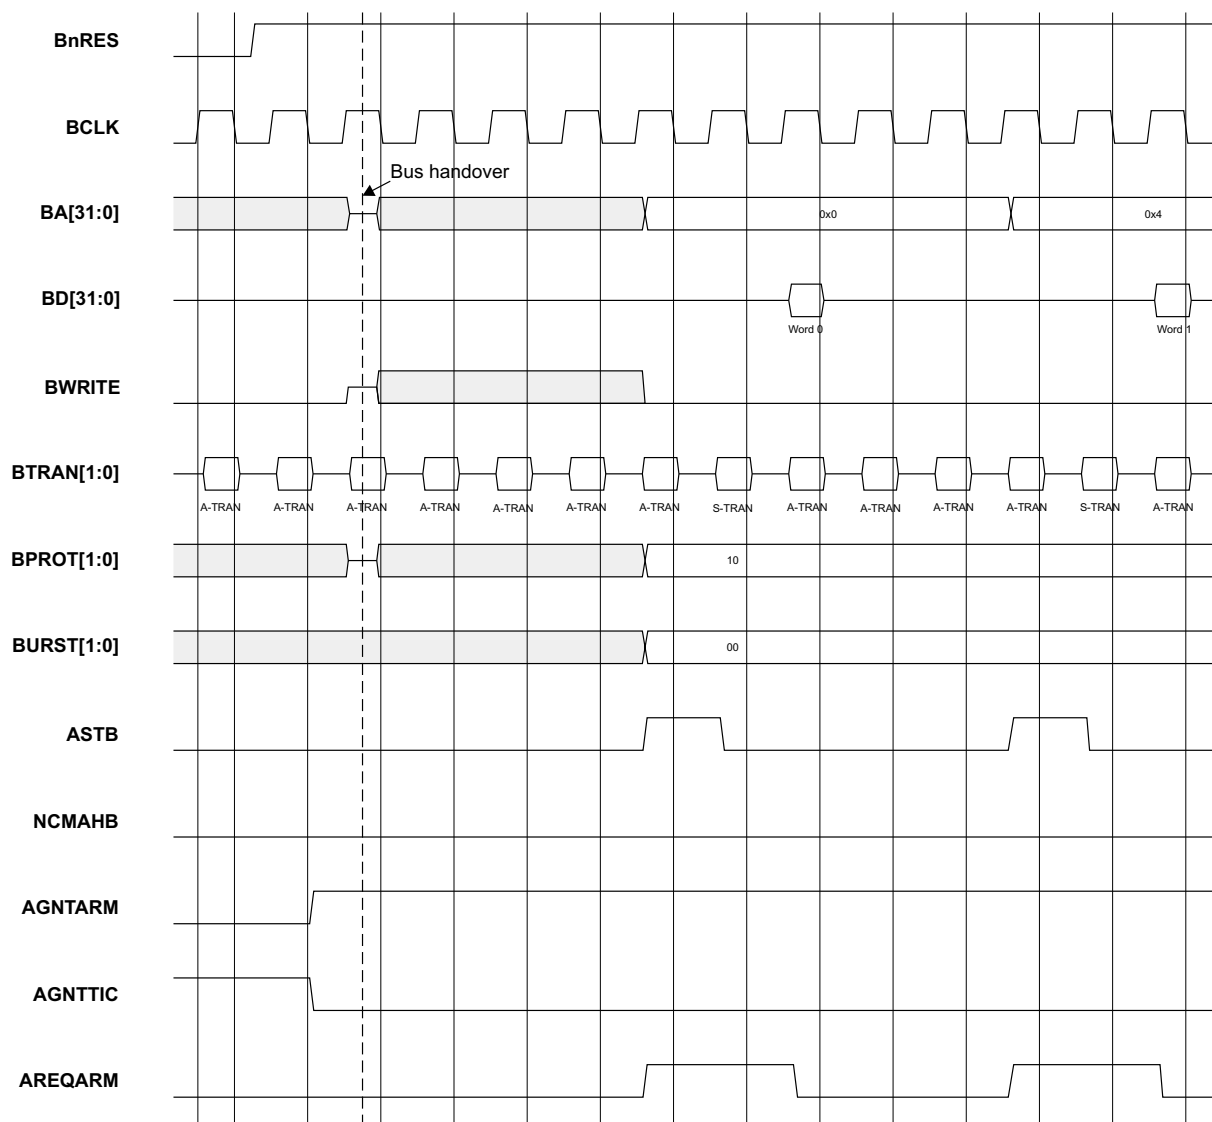 BnRES
BCLK
Bus handover
BA[31:0] 0x0 0x4
BD[31:0]
Word 0 Word 1
BWRITE
BTRAN[1:0]
A-TRAN A-TRAN A-TRAN A-TRAN A-TRAN A-TRAN A-TRAN S-TRAN A-TRAN A-TRAN A-TRAN A-TRAN S-TRAN A-TRAN
BPROT[1:0] 10
BURST[1:0] 00
ASTB
NCMAHB
AGNTARM
AGNTTIC
AREQARM